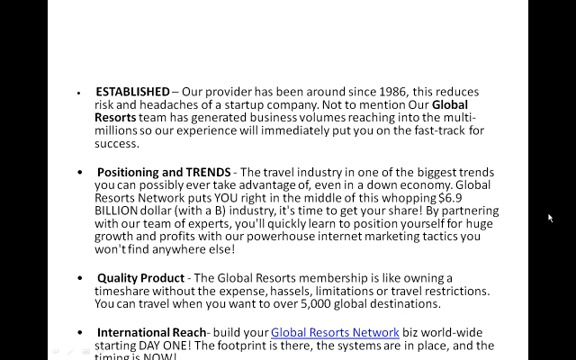 • ESTABLISHED – Our provider has been around since 1986, this reduces
risk and headaches of a startup company. Not to mention Our Global
Resorts team has generated business volumes reaching into the multi-
millions so our experience will immediately put you on the fast-track for
success.
• Positioning and TRENDS - The travel industry in one of the biggest trends
you can possibly ever take advantage of, even in a down economy. Global
Resorts Network puts YOU right in the middle of this whopping $6.9
BILLION dollar (with a B) industry, it's time to get your share! By partnering
with our team of experts, you'll quickly learn to position yourself for huge
growth and profits with our powerhouse internet marketing tactics you
won't find anywhere else!
• Quality Product - The Global Resorts membership is like owning a
timeshare without the expense, hassels, limitations or travel restrictions.
You can travel when you want to over 5,000 global destinations.
• International Reach- build your Global Resorts Network biz world-wide
starting DAY ONE! The footprint is there, the systems are in place, and the
timing is NOW!